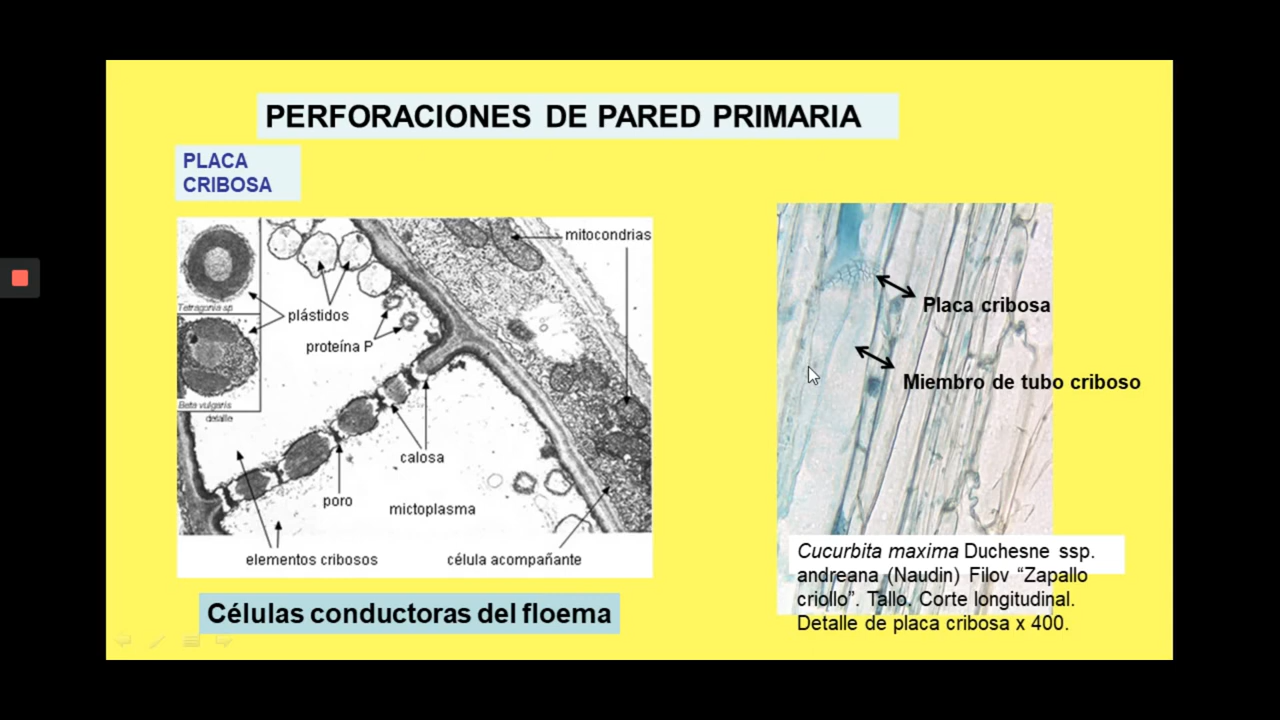 PERFORACIONES DE PARED PRIMARIA
PLACA
CRIBOSA
mitocondrias
Tetragonia sp
plástidos
proteína P
Beta vulgaris
detalle
calosa
poro
mictoplasma
elementos cribosos
célula acompañante
Células conductoras del floema
Placa cribosa
Miembro de tubo criboso
Cucurbita maxima Duchesne ssp.
andreana (Naudin) Filov “Zapallo
criollo”. Tallo. Corte longitudinal.
Detalle de placa cribosa x 400.